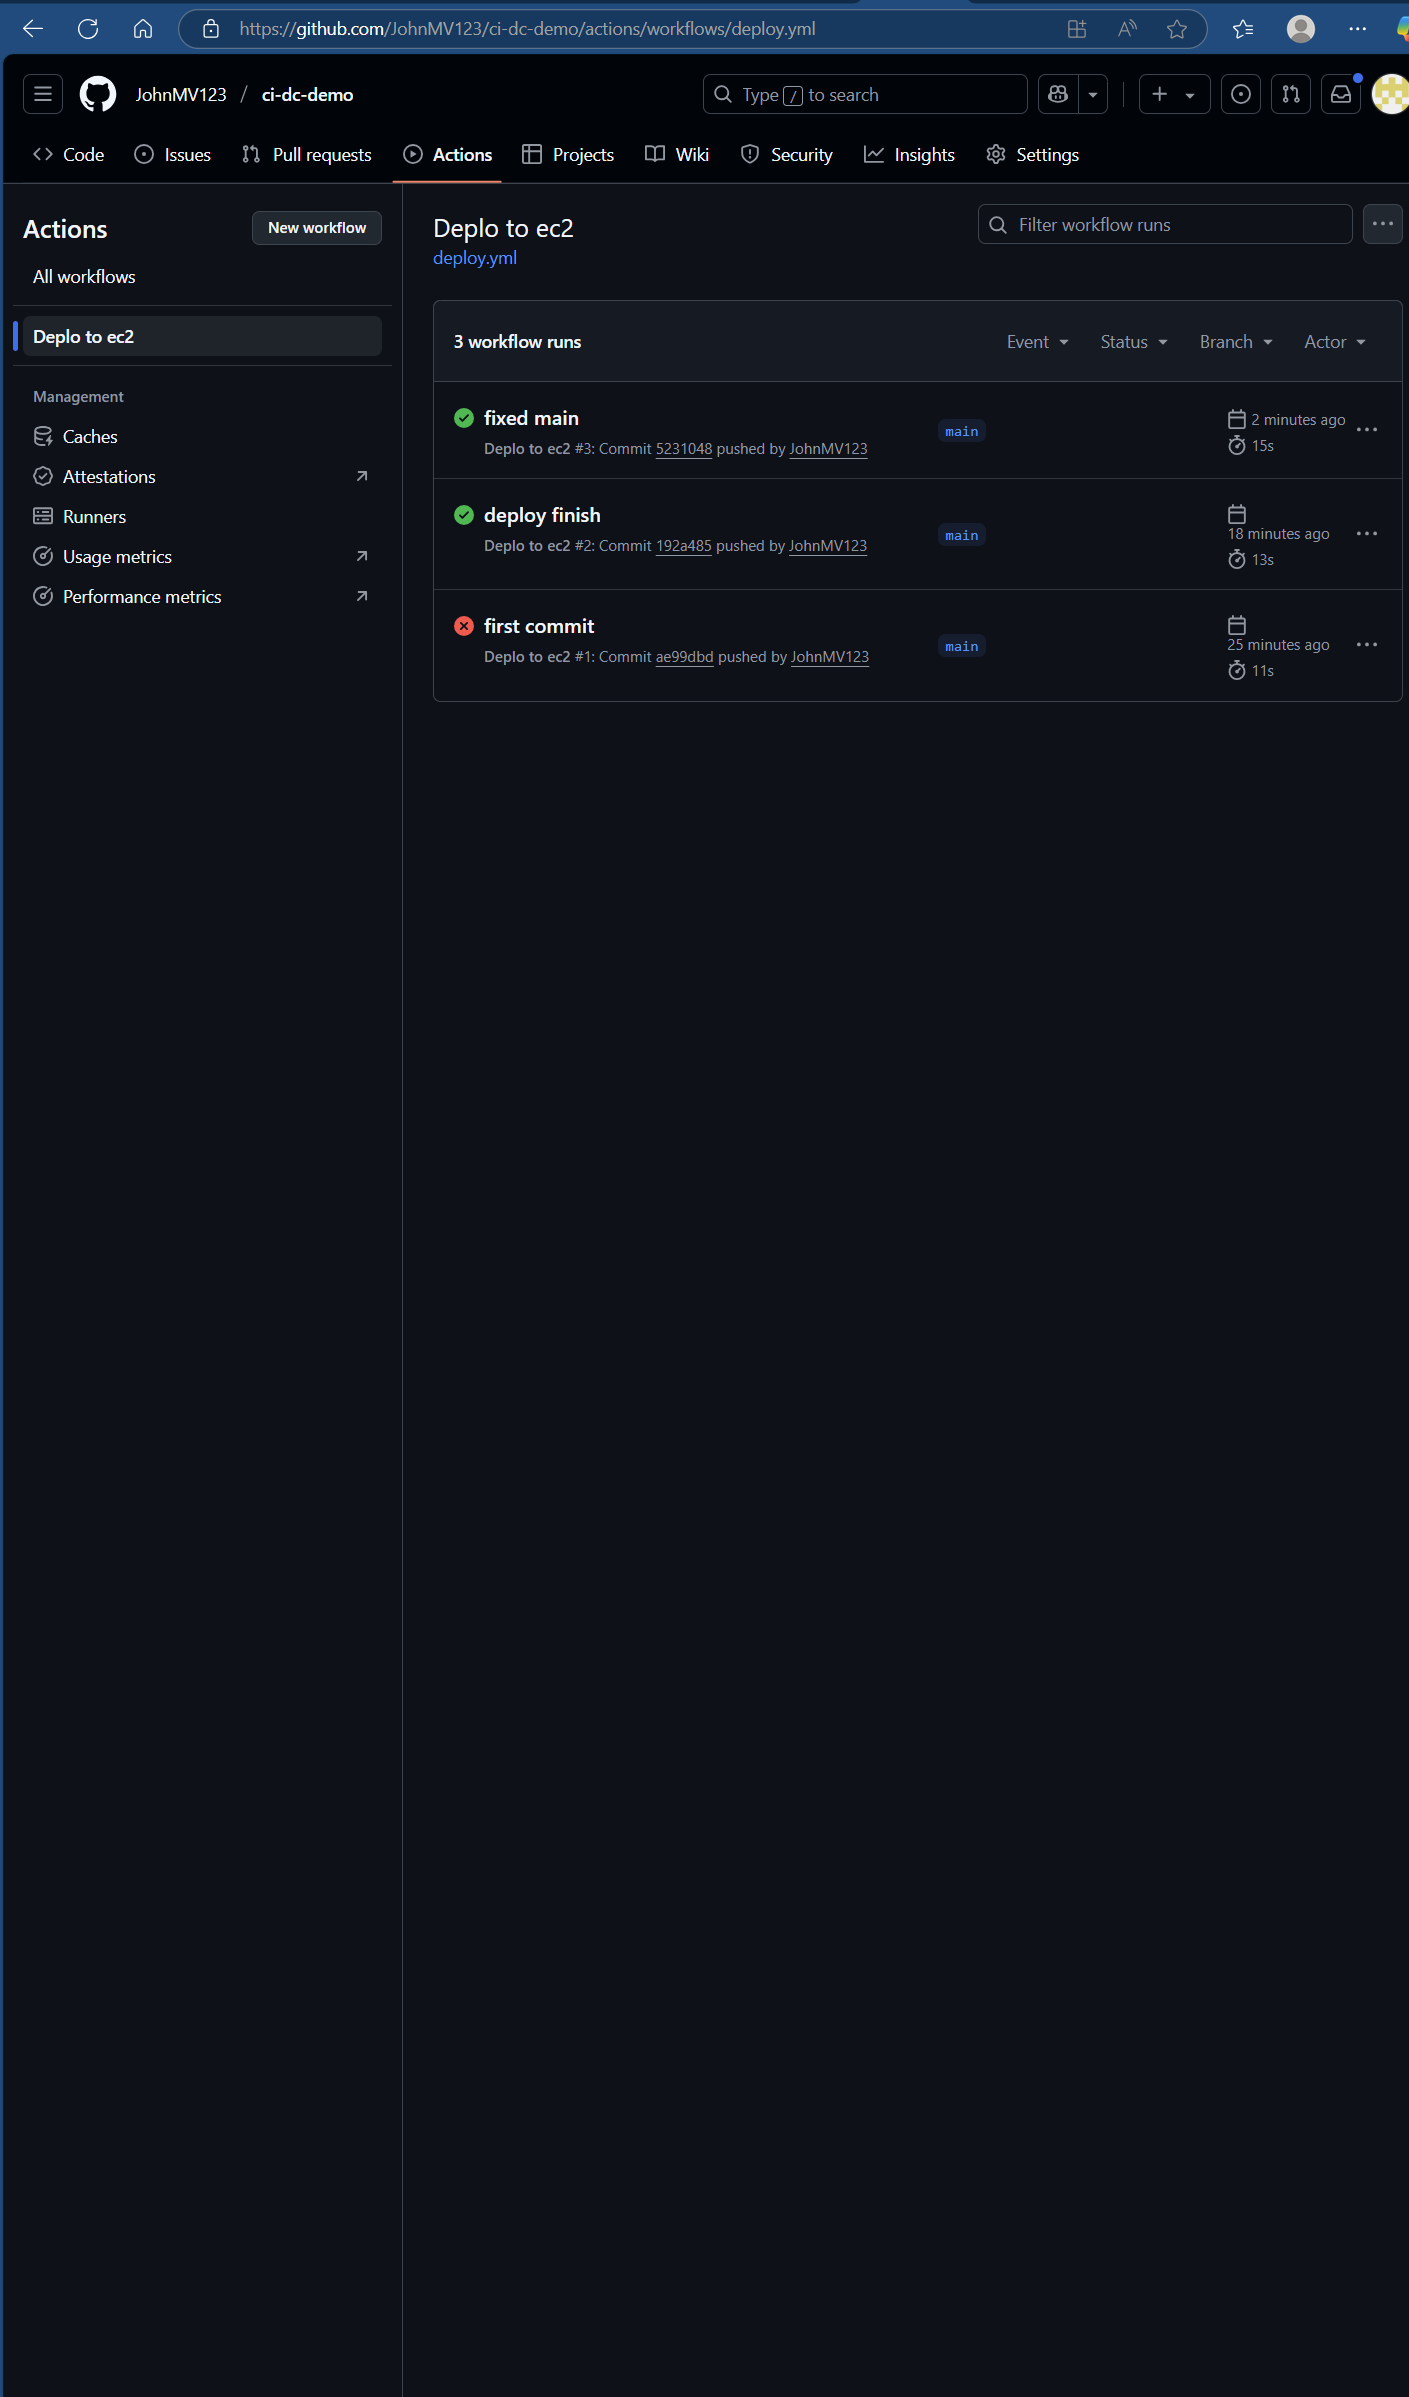 https://github.com/JohnMV123/ci-dc-demo/actions/workflows/deploy.yml
JohnMV123 / ci-dc-demo
Type / to search
Code Issues Pull requests Actions Projects Wiki Security Insights Settings
Actions
New workflow
All workflows
Deplo to ec2
Management
Caches
Attestations
Runners
Usage metrics
Performance metrics
Deplo to ec2
deploy.yml
Filter workflow runs
3 workflow runs
Event Status Branch Actor
fixed main
Deplo to ec2 #3: Commit 5231048 pushed by JohnMV123
main
2 minutes ago
15s
deploy finish
Deplo to ec2 #2: Commit 192a485 pushed by JohnMV123
main
18 minutes ago
13s
first commit
Deplo to ec2 #1: Commit ae99dbd pushed by JohnMV123
main
25 minutes ago
11s